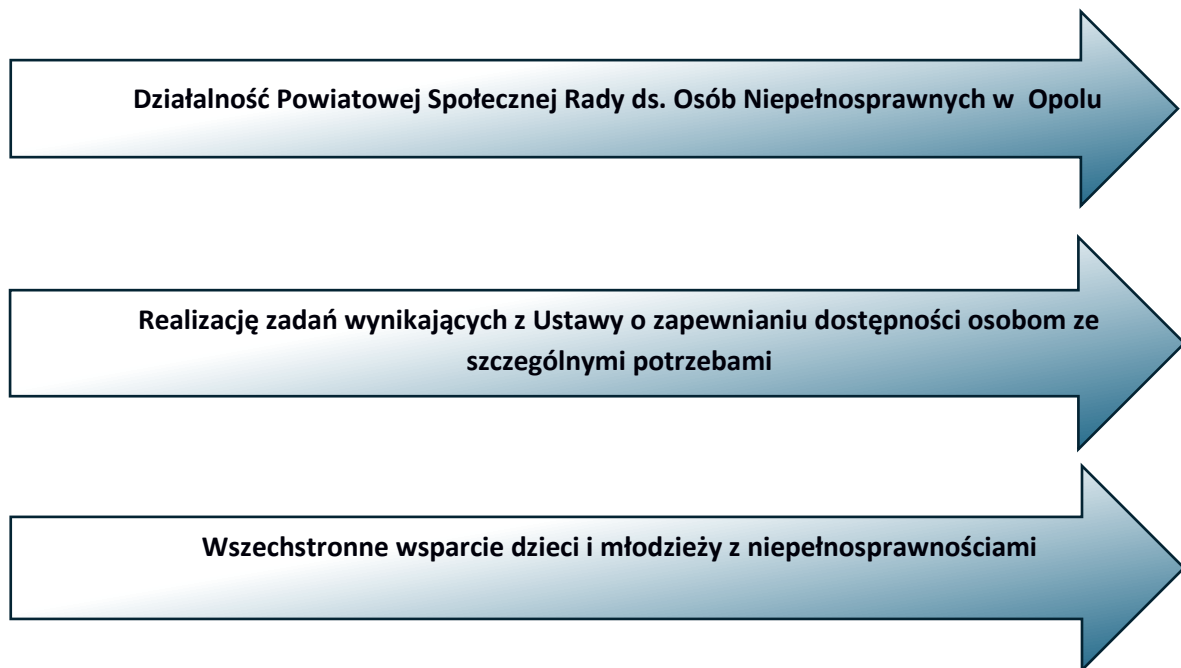 Działalność Powiatowej Społecznej Rady ds. Osób Niepełnosprawnych w  Opolu
Realizację zadań wynikających z Ustawy o zapewnianiu dostępności osobom ze
szczególnymi potrzebami
Wszechstronne wsparcie dzieci i młodzieży z niepełnosprawnościami